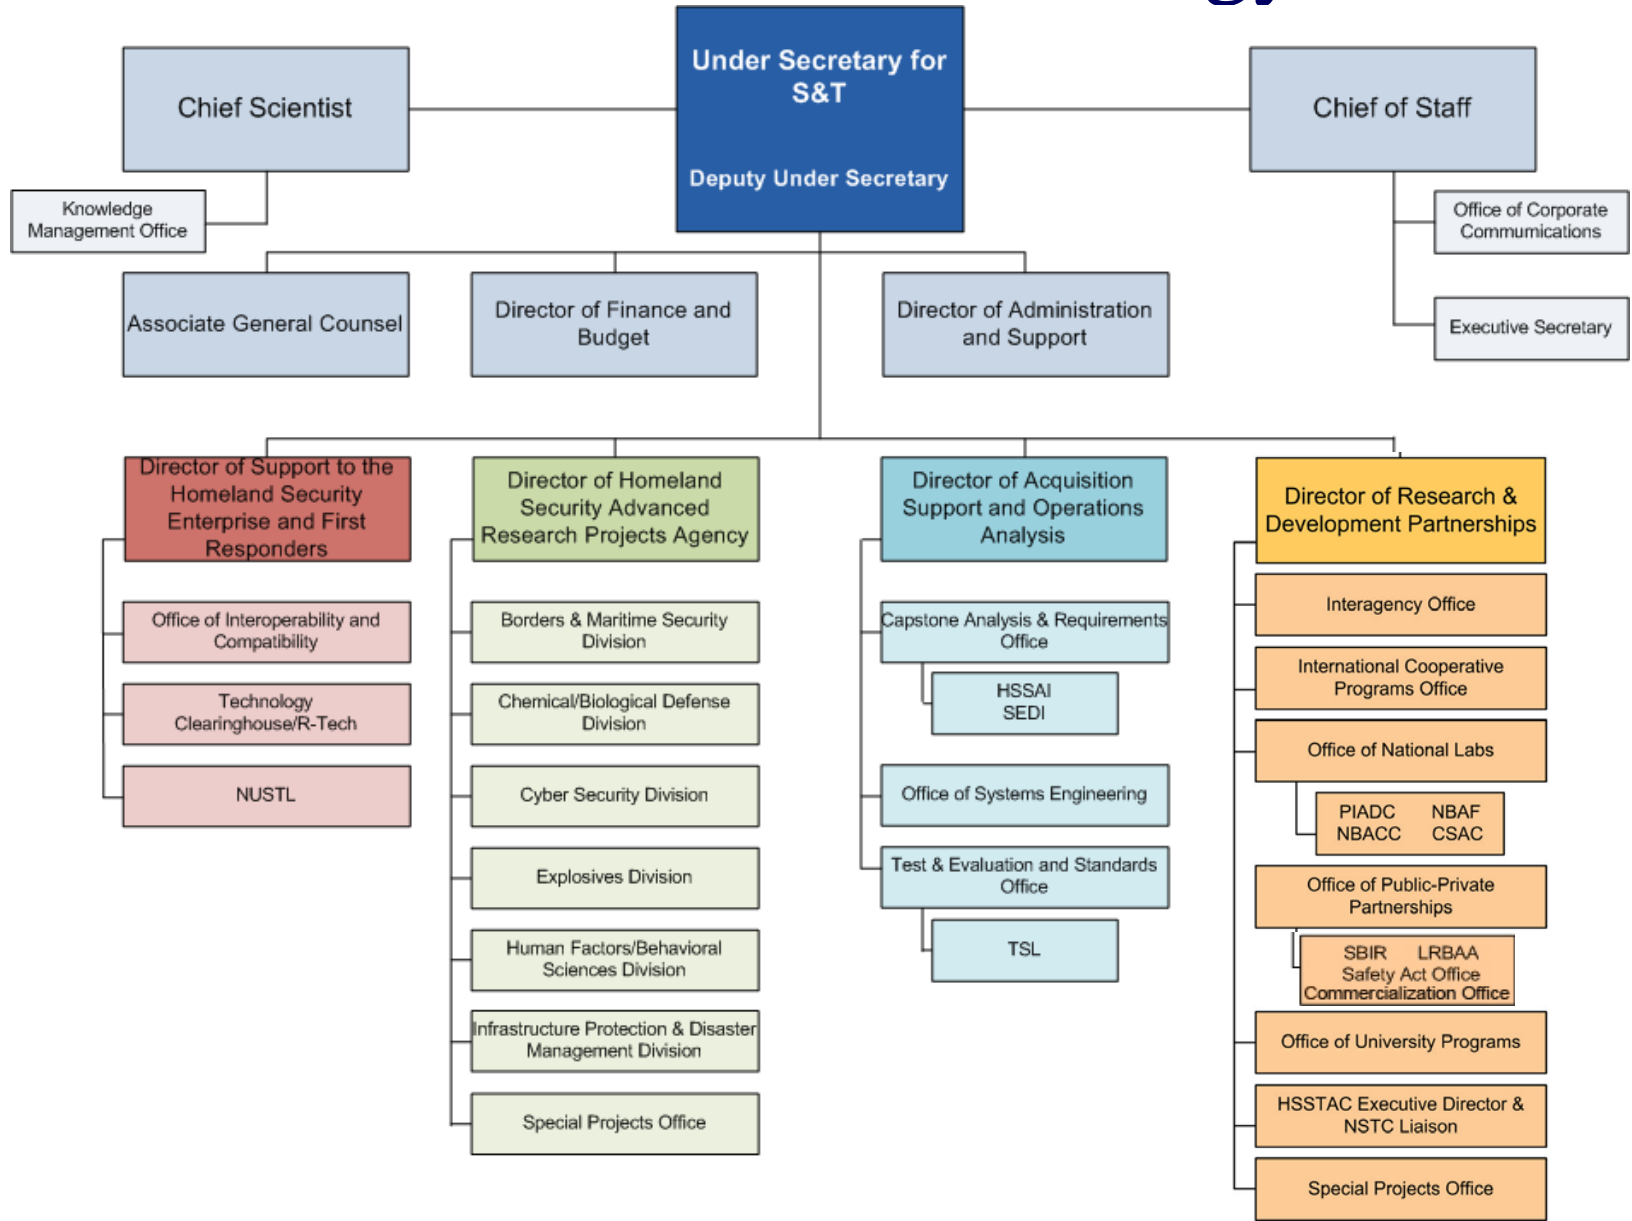 Under Secretary for
S&T
Deputy Under Secretary
Chief Scientist
Chief of Staff
Knowledge
Management Office
Office of Corporate
Commumications
Executive Secretary
Associate General Counsel
Director of Finance and
Budget
Director of Administration
and Support
Director of Support to the
Homeland Security
Enterprise and First
Responders
Office of Interoperability and
Compatibility
Technology
Clearinghouse/R-Tech
NUSTL
Director of Homeland
Security Advanced
Research Projects Agency
Borders & Maritime Security
Division
Chemical/Biological Defense
Division
Cyber Security Division
Explosives Division
Human Factors/Behavioral
Sciences Division
Infrastructure Protection & Disaster
Management Division
Special Projects Office
Director of Acquisition
Support and Operations
Analysis
Capstone Analysis & Requirements
Office
HSSAI
SEDI
Office of Systems Engineering
Test & Evaluation and Standards
Office
TSL
Director of Research &
Development Partnerships
Interagency Office
International Cooperative
Programs Office
Office of National Labs
PIADC NBAF
NBACC CSAC
Office of Public-Private
Partnerships
SBIR LRBAA
Safety Act Office
Commercialization Office
Office of University Programs
HSSTAC Executive Director &
NSTC Liaison
Special Projects Office